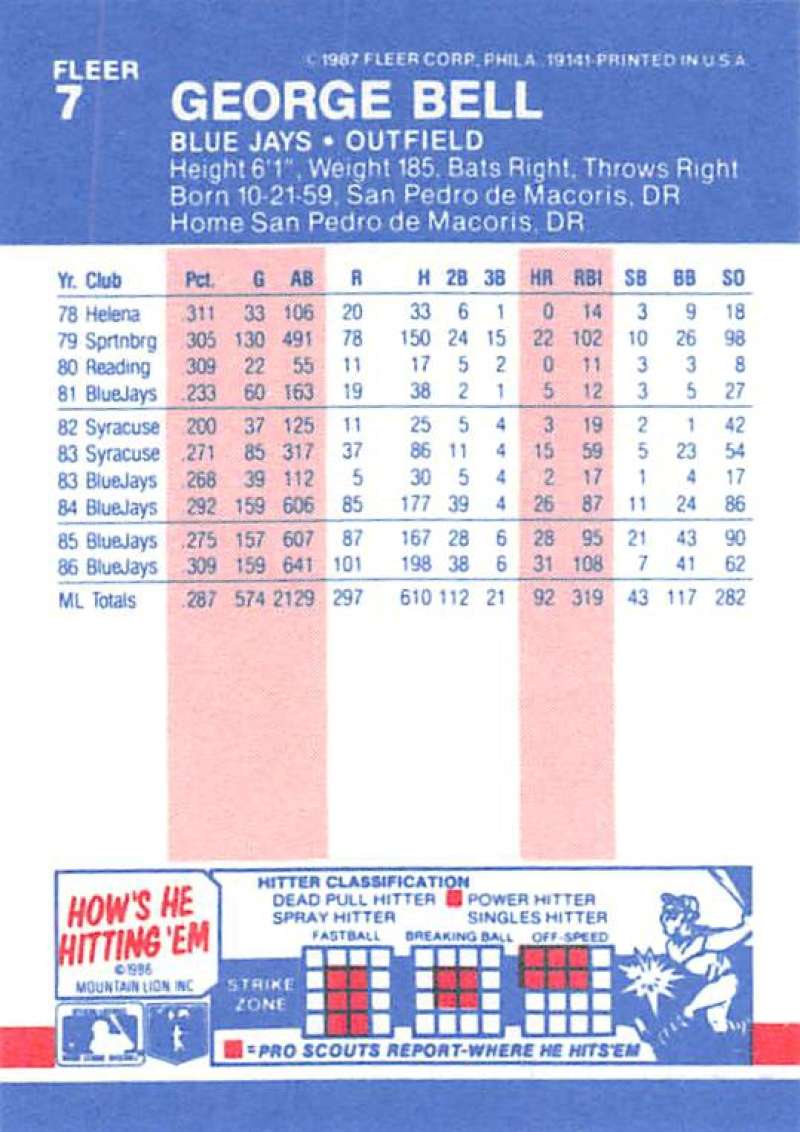 FLEER
7
© 1987 FLEER CORP. PHILA. 19141-PRINTED IN U S A
GEORGE BELL
BLUE JAYS • OUTFIELD
Height 6'1", Weight 185, Bats Right, Throws Right
Born 10-21-59, San Pedro de Macoris, DR
Home San Pedro de Macoris, DR
Yr. Club Pct. G AB R H 2B 3B HR RBI SB BB SO
78 Helena .311 33 106 20 33 6 1 0 14 3 9 18
79 Sprtnbrg .305 130 491 78 150 24 15 22 102 10 26 98
80 Reading .309 22 55 11 17 5 2 0 11 3 3 8
81 BlueJays .233 60 163 19 38 2 1 5 12 3 5 27
82 Syracuse .200 37 125 11 25 5 4 3 19 2 1 42
83 Syracuse .271 85 317 37 86 11 4 15 59 5 23 54
83 BlueJays .268 39 112 5 30 5 4 2 17 1 4 17
84 BlueJays .292 159 606 85 177 39 4 26 87 11 24 86
85 BlueJays .275 157 607 87 167 28 6 28 95 21 43 90
86 BlueJays .309 159 641 101 198 38 6 31 108 7 41 62
ML Totals .287 574 2129 297 610 112 21 92 319 43 117 282
HOW'S HE
HITTING 'EM
©1986
MOUNTAIN LION INC
HITTER CLASSIFICATION
DEAD PULL HITTER POWER HITTER
SPRAY HITTER SINGLES HITTER
FASTBALL BREAKING BALL OFF-SPEED
STRIKE
ZONE
=PRO SCOUTS REPORT-WHERE HE HITS 'EM